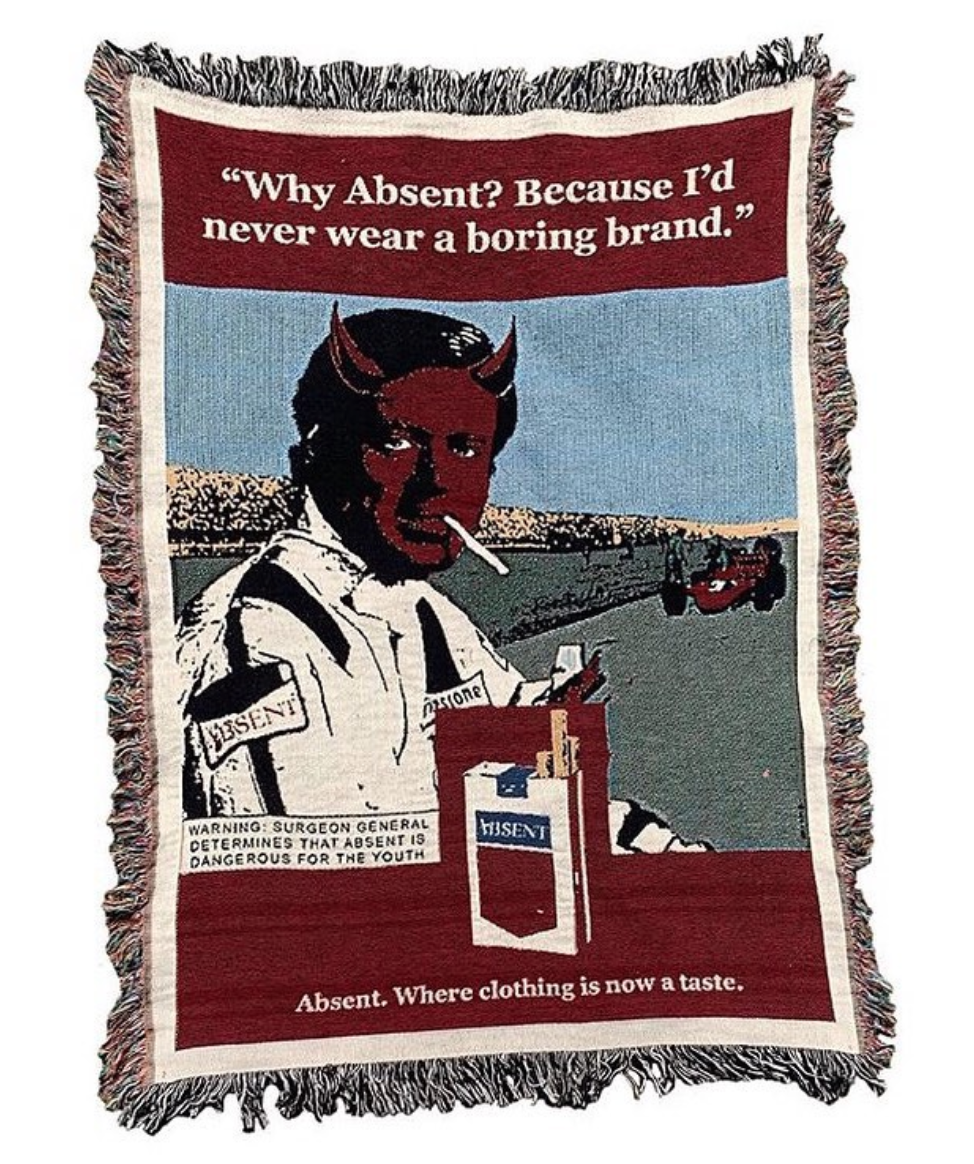 “Why Absent? Because I’d
never wear a boring brand.”
ABSENT
WARNING: SURGEON GENERAL
DETERMINES THAT ABSENT IS
DANGEROUS FOR THE YOUTH
ABSENT
Absent. Where clothing is now a taste.